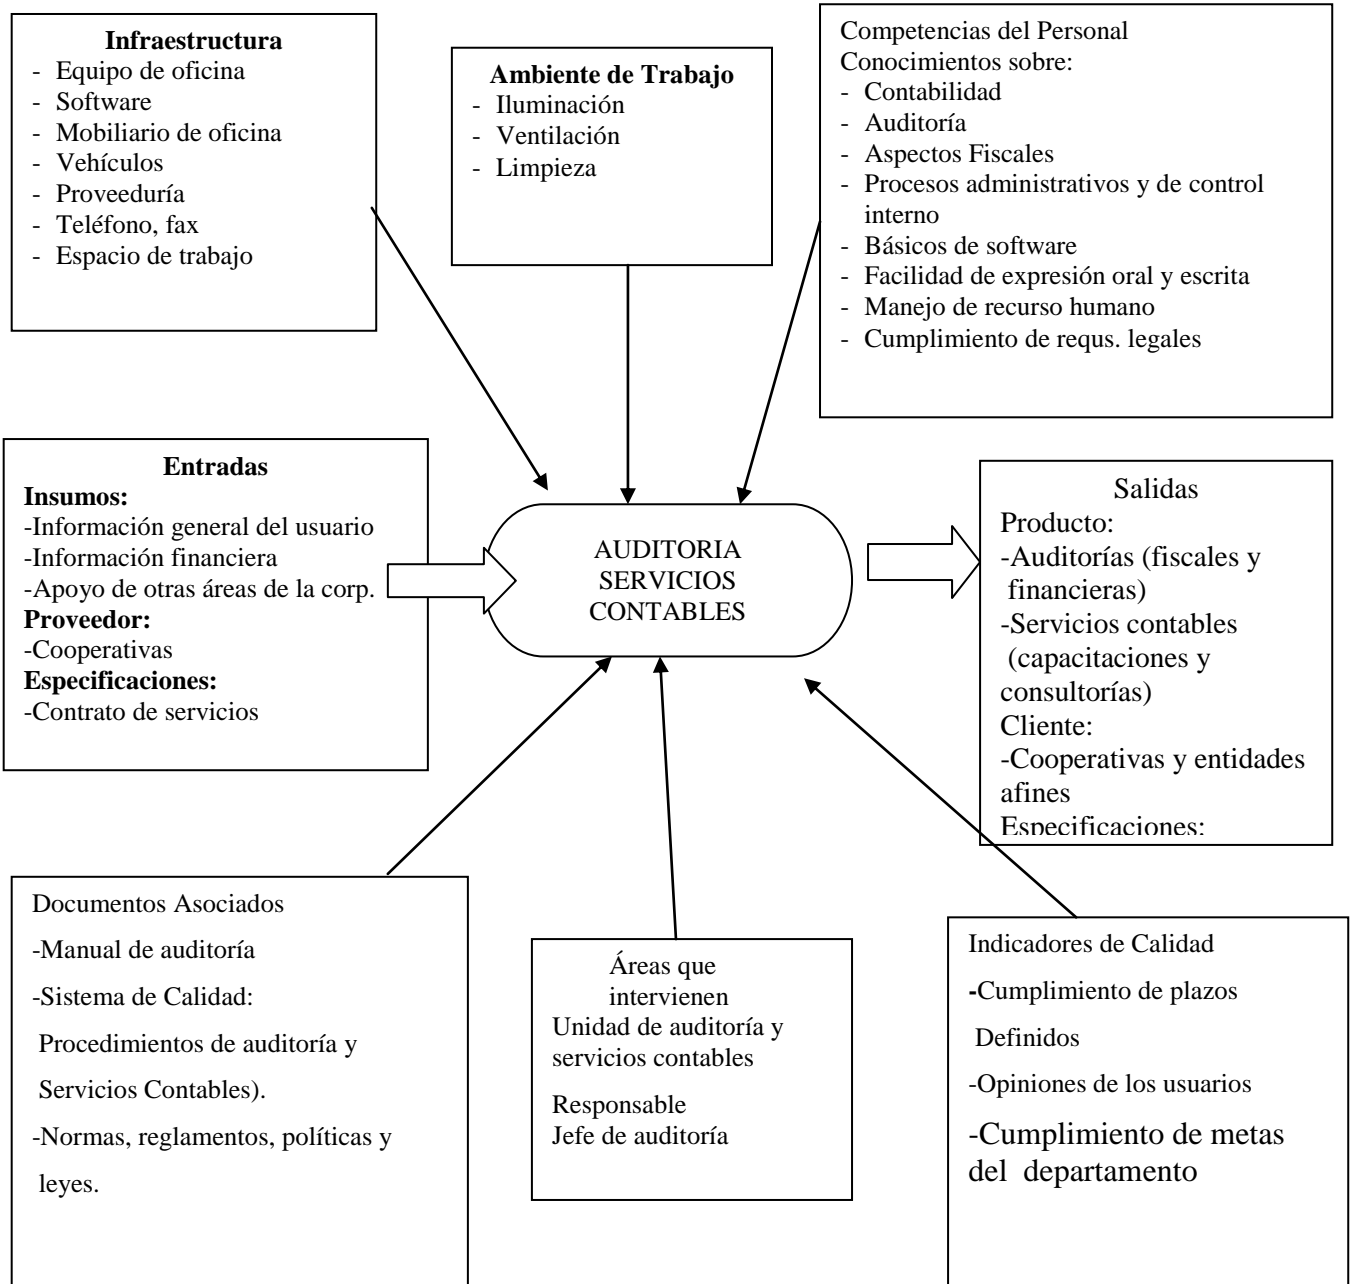 Infraestructura
- Equipo de oficina
- Software
- Mobiliario de oficina
- Vehículos
- Proveeduría
- Teléfono, fax
- Espacio de trabajo
Ambiente de Trabajo
- Iluminación
- Ventilación
- Limpieza
Competencias del Personal
Conocimientos sobre:
- Contabilidad
- Auditoría
- Aspectos Fiscales
- Procesos administrativos y de control
interno
- Básicos de software
- Facilidad de expresión oral y escrita
- Manejo de recurso humano
- Cumplimiento de requs. legales
Entradas
Insumos:
-Información general del usuario
-Información financiera
-Apoyo de otras áreas de la corp.
Proveedor:
-Cooperativas
Especificaciones:
-Contrato de servicios
AUDITORIA
SERVICIOS
CONTABLES
Salidas
Producto:
-Auditorías (fiscales y
financieras)
-Servicios contables
(capacitaciones y
consultorías)
Cliente:
-Cooperativas y entidades
afines
Especificaciones:
Documentos Asociados
-Manual de auditoría
-Sistema de Calidad:
Procedimientos de auditoría y
Servicios Contables).
-Normas, reglamentos, políticas y
leyes.
Áreas que
intervienen
Unidad de auditoría y
servicios contables
Responsable
Jefe de auditoría
Indicadores de Calidad
-Cumplimiento de plazos
Definidos
-Opiniones de los usuarios
-Cumplimiento de metas
del departamento